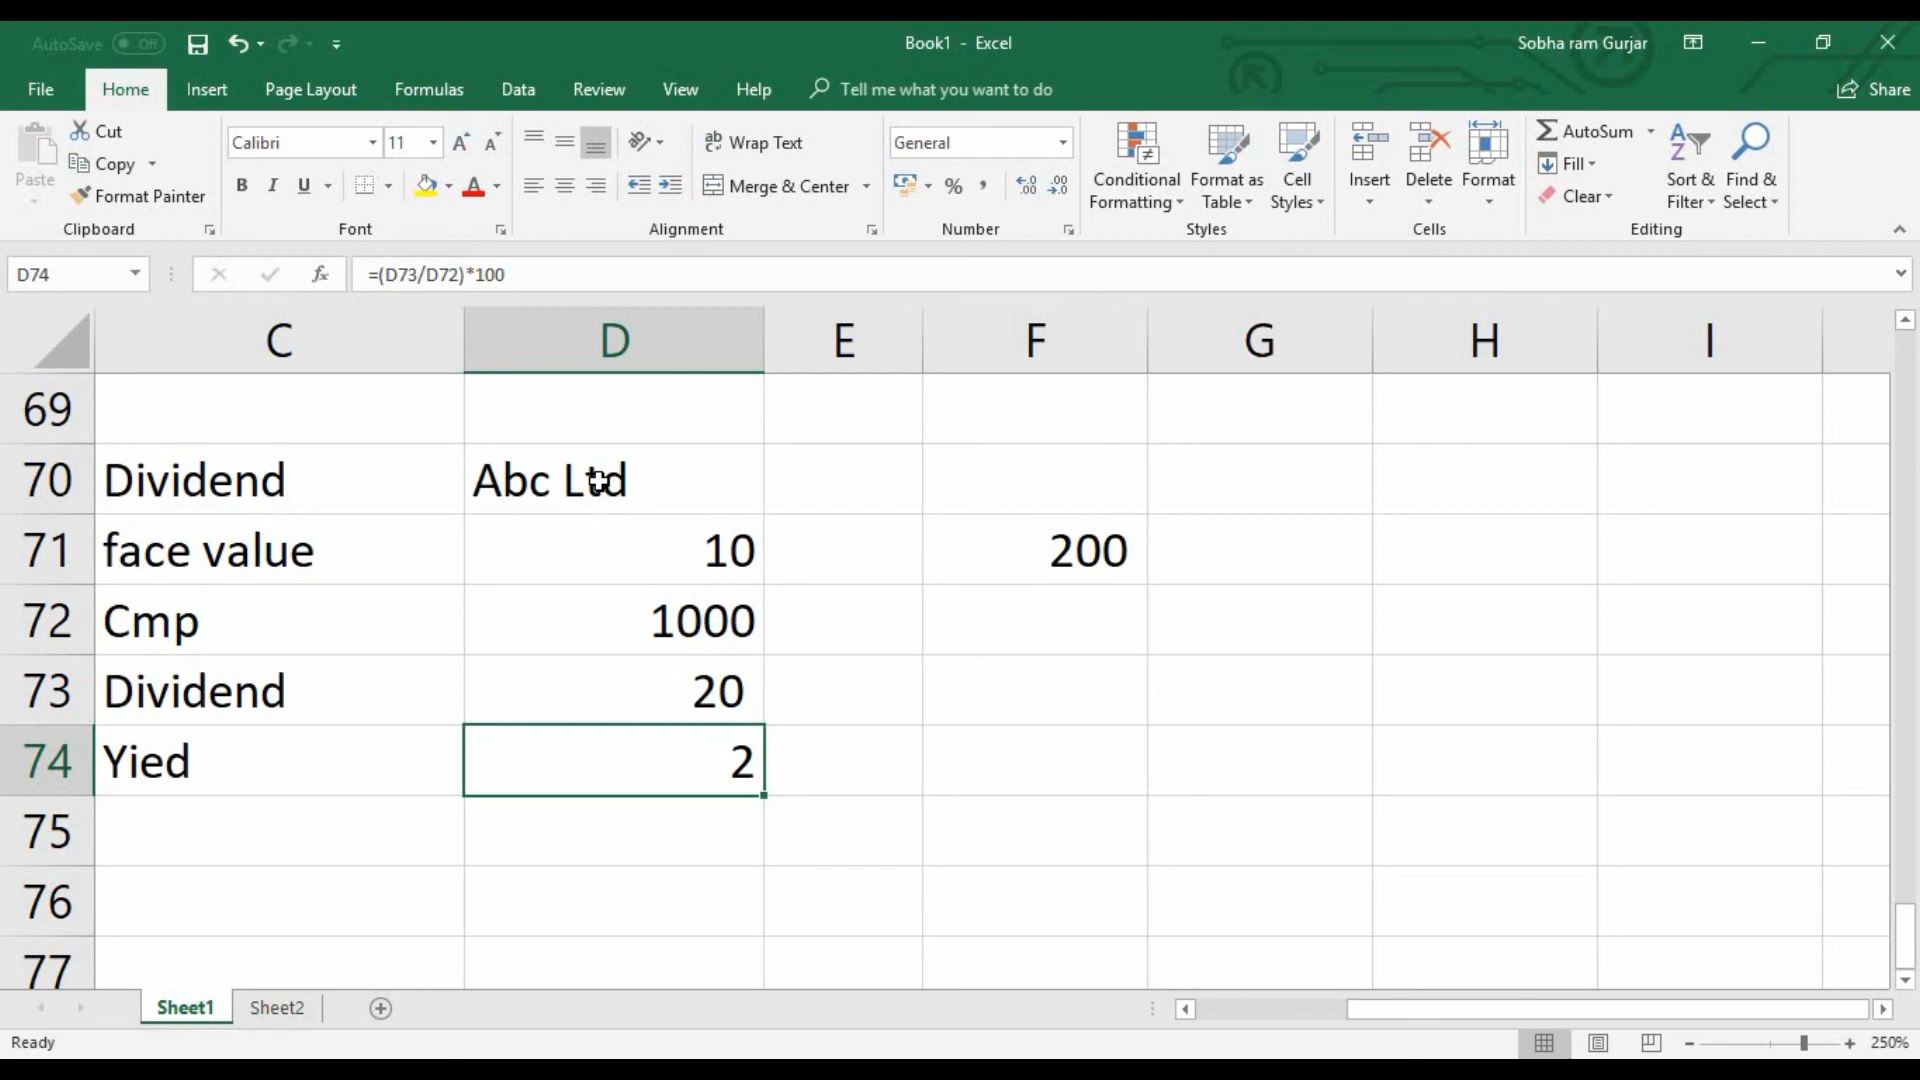 AutoSave Off Book1 - Excel Sobha ram Gurjar
File Home Insert Page Layout Formulas Data Review View Help Tell me what you want to do Share
Paste Cut Copy Format Painter Clipboard
Calibri 11 A A B I U A Font
ab Wrap Text Merge & Center Alignment
General % , .00 .0 Number
Conditional Formatting Format as Table Cell Styles Styles
Insert Delete Format Cells
AutoSum Fill Clear Sort & Filter Find & Select Editing
D74 fx =(D73/D72)*100
C D E F G H I
69
70 Dividend Abc Ltd
71 face value 10 200
72 Cmp 1000
73 Dividend 20
74 Yied 2
75
76
77
Sheet1 Sheet2
Ready 250%